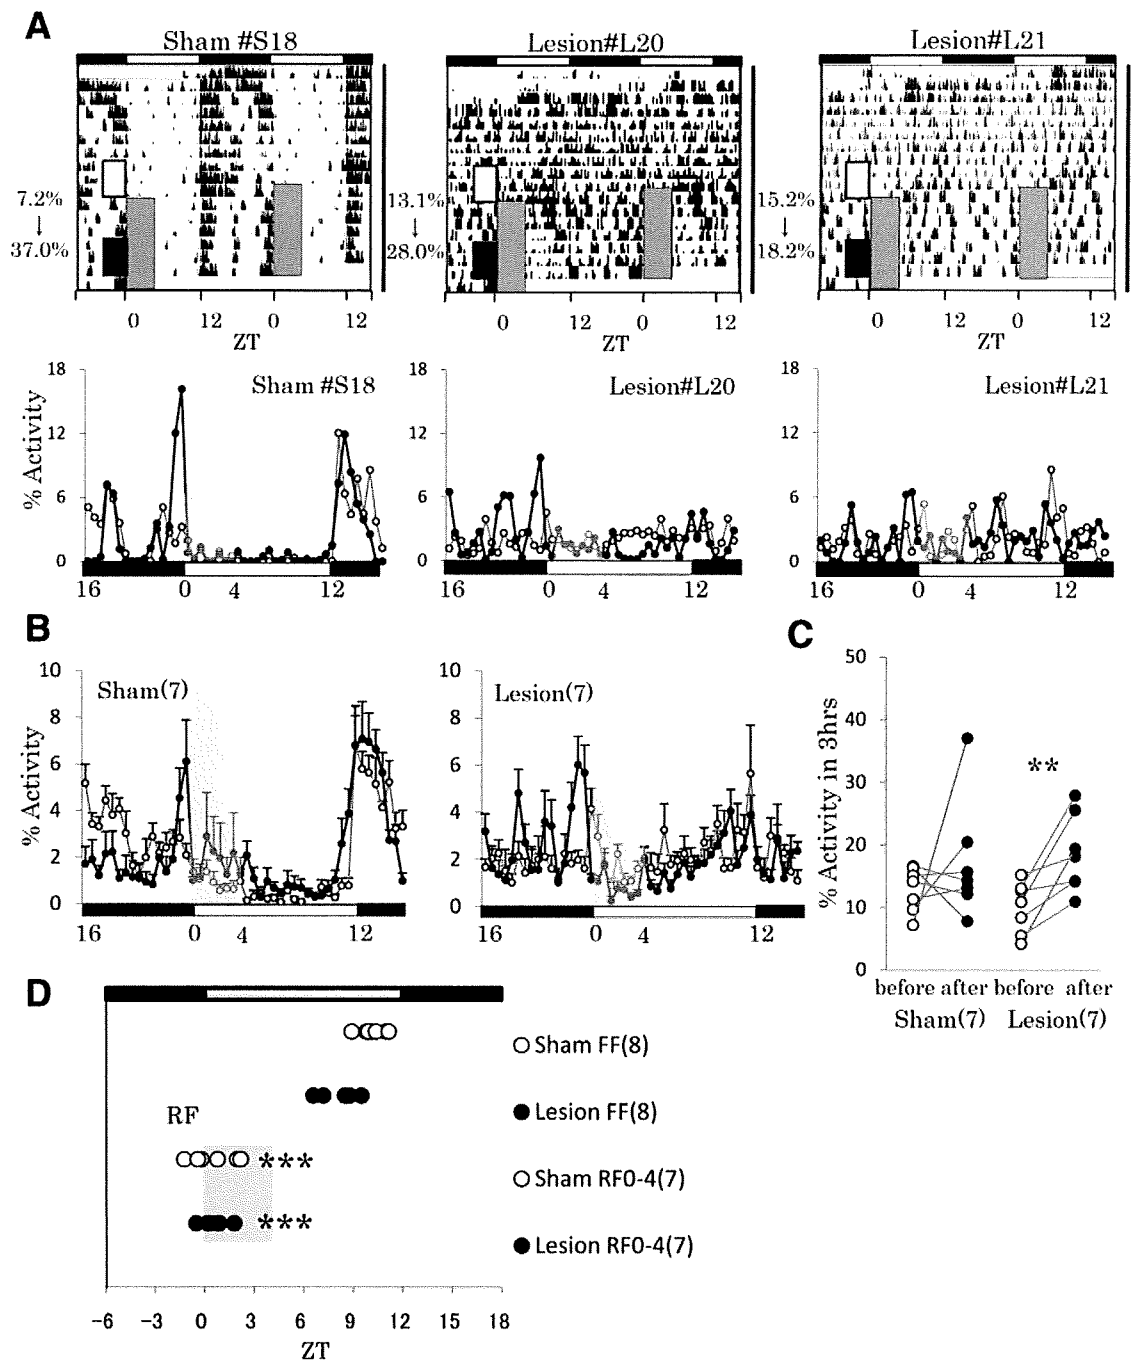 A
Sham #S18
Lesion#L20
Lesion#L21
7.2%
↓
37.0%
13.1%
↓
28.0%
15.2%
↓
18.2%
0 12 0 12
ZT
0 12 0 12
ZT
0 12 0 12
ZT
% Activity
18
12
6
0
Sham #S18
16 0 4 12
18
12
6
0
Lesion#L20
16 0 4 12
18
12
6
0
Lesion#L21
16 0 4 12
B
% Activity
10
8
6
4
2
0
Sham(7)
16 0 4 12
10
8
6
4
2
0
Lesion(7)
16 0 4 12
C
% Activity in 3hrs
50
40
30
20
10
0
**
before after before after
Sham(7) Lesion(7)
D
RF
***
***
-6 -3 0 3 6 9 12 15 18
ZT
Sham FF(8)
Lesion FF(8)
Sham RF0-4(7)
Lesion RF0-4(7)